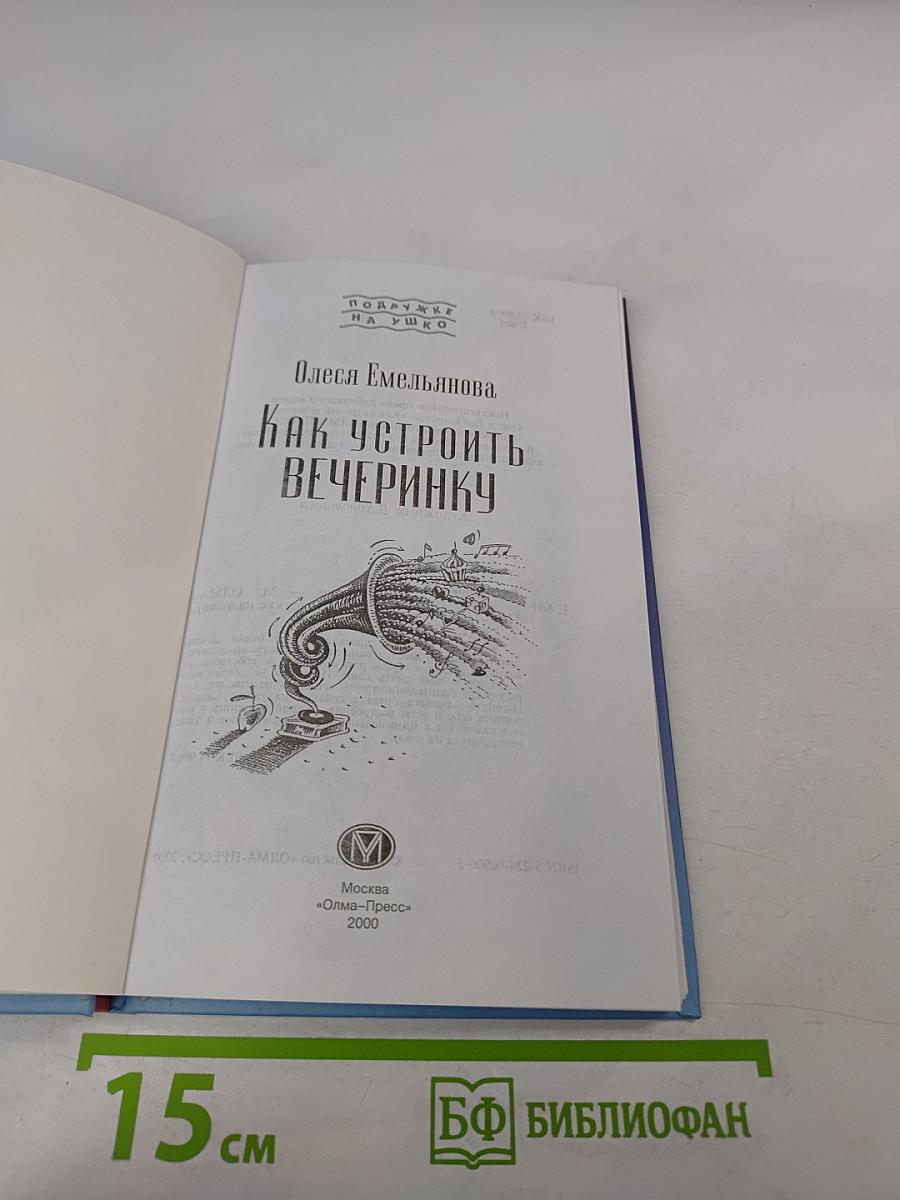 ПОДРУЖКЕ
НА УШКО
Олеся Емельянова
Как устроить
вечеринку
Москва
«Олма–Пресс»
2000
15 см
БФ БИБЛИОФАН